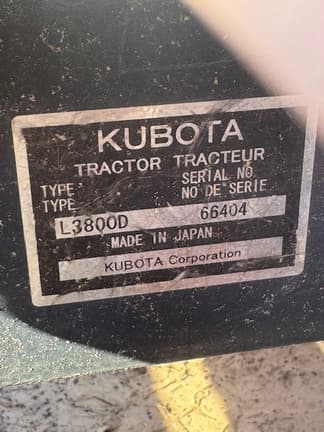 KUBOTA
TRACTOR TRACTEUR
SERIAL NO.
TYPE NO DE SERIE
TYPE
L3800D 66404
MADE IN JAPAN
KUBOTA Corporation